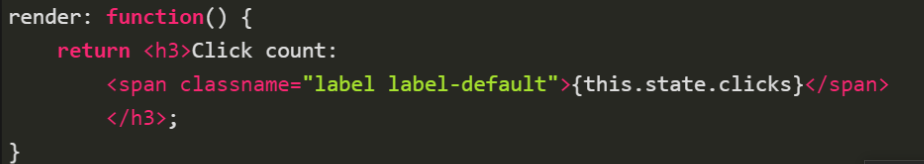 render: function() {
    return <h3>Click count:
        <span classname="label label-default">{this.state.clicks}</span>
        </h3>;
}